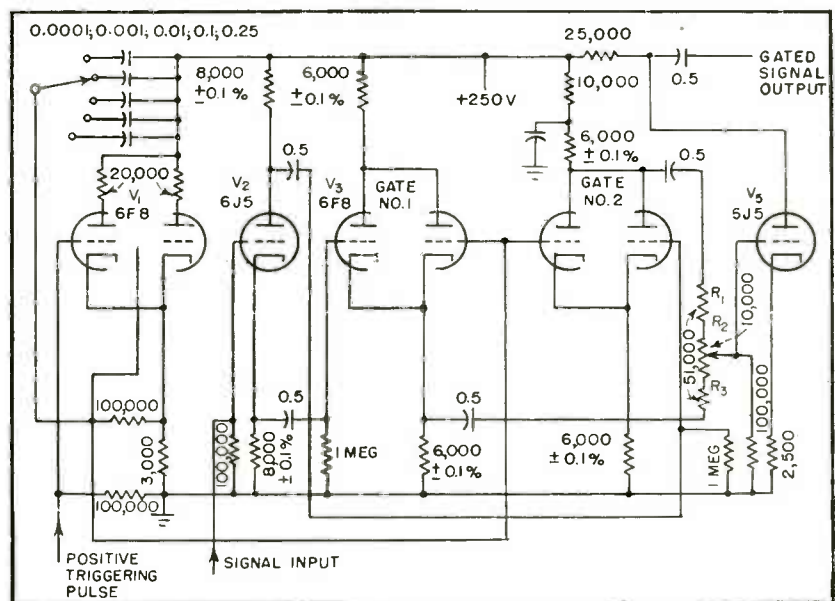 0.0001; 0.001; 0.01; 0.1; 0.25
25,000
8,000
±0.1%
6,000
±0.1%
+250V
10,000
0.5
GATED
SIGNAL
OUTPUT
6,000
±0.1%
20,000
V1
6F8
V2
6J5
0.5
V3
6F8
GATE
NO.1
GATE
NO.2
0.5
V5
5J5
R1
R2
10,000
51,000
R3
100,000
100,000
3,000
100,000
100,000
8,000
±0.1%
0.5
1 MEG
0.5
6,000
±0.1%
6,000
±0.1%
1 MEG
2,500
POSITIVE
TRIGGERING
PULSE
SIGNAL INPUT